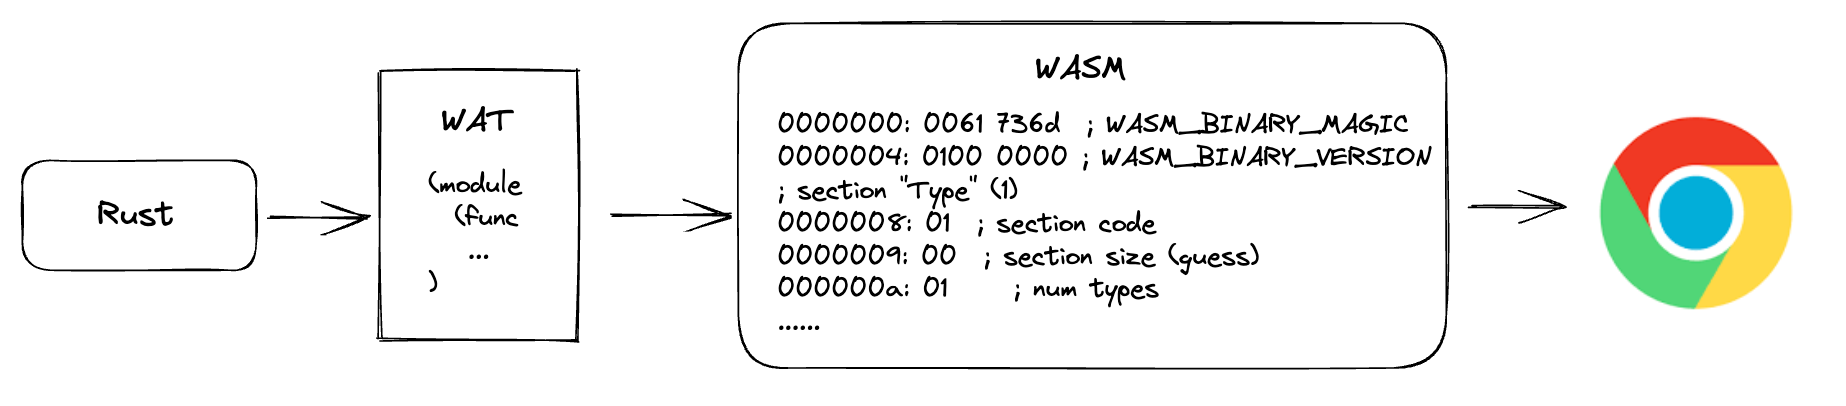 Rust
WAT
(module
(func
...
)
WASM
0000000: 0061 736d ; WASM_BINARY_MAGIC
0000004: 0100 0000 ; WASM_BINARY_VERSION
; section "Type" (1)
0000008: 01 ; section code
0000009: 00 ; section size (guess)
000000a: 01 ; num types
......